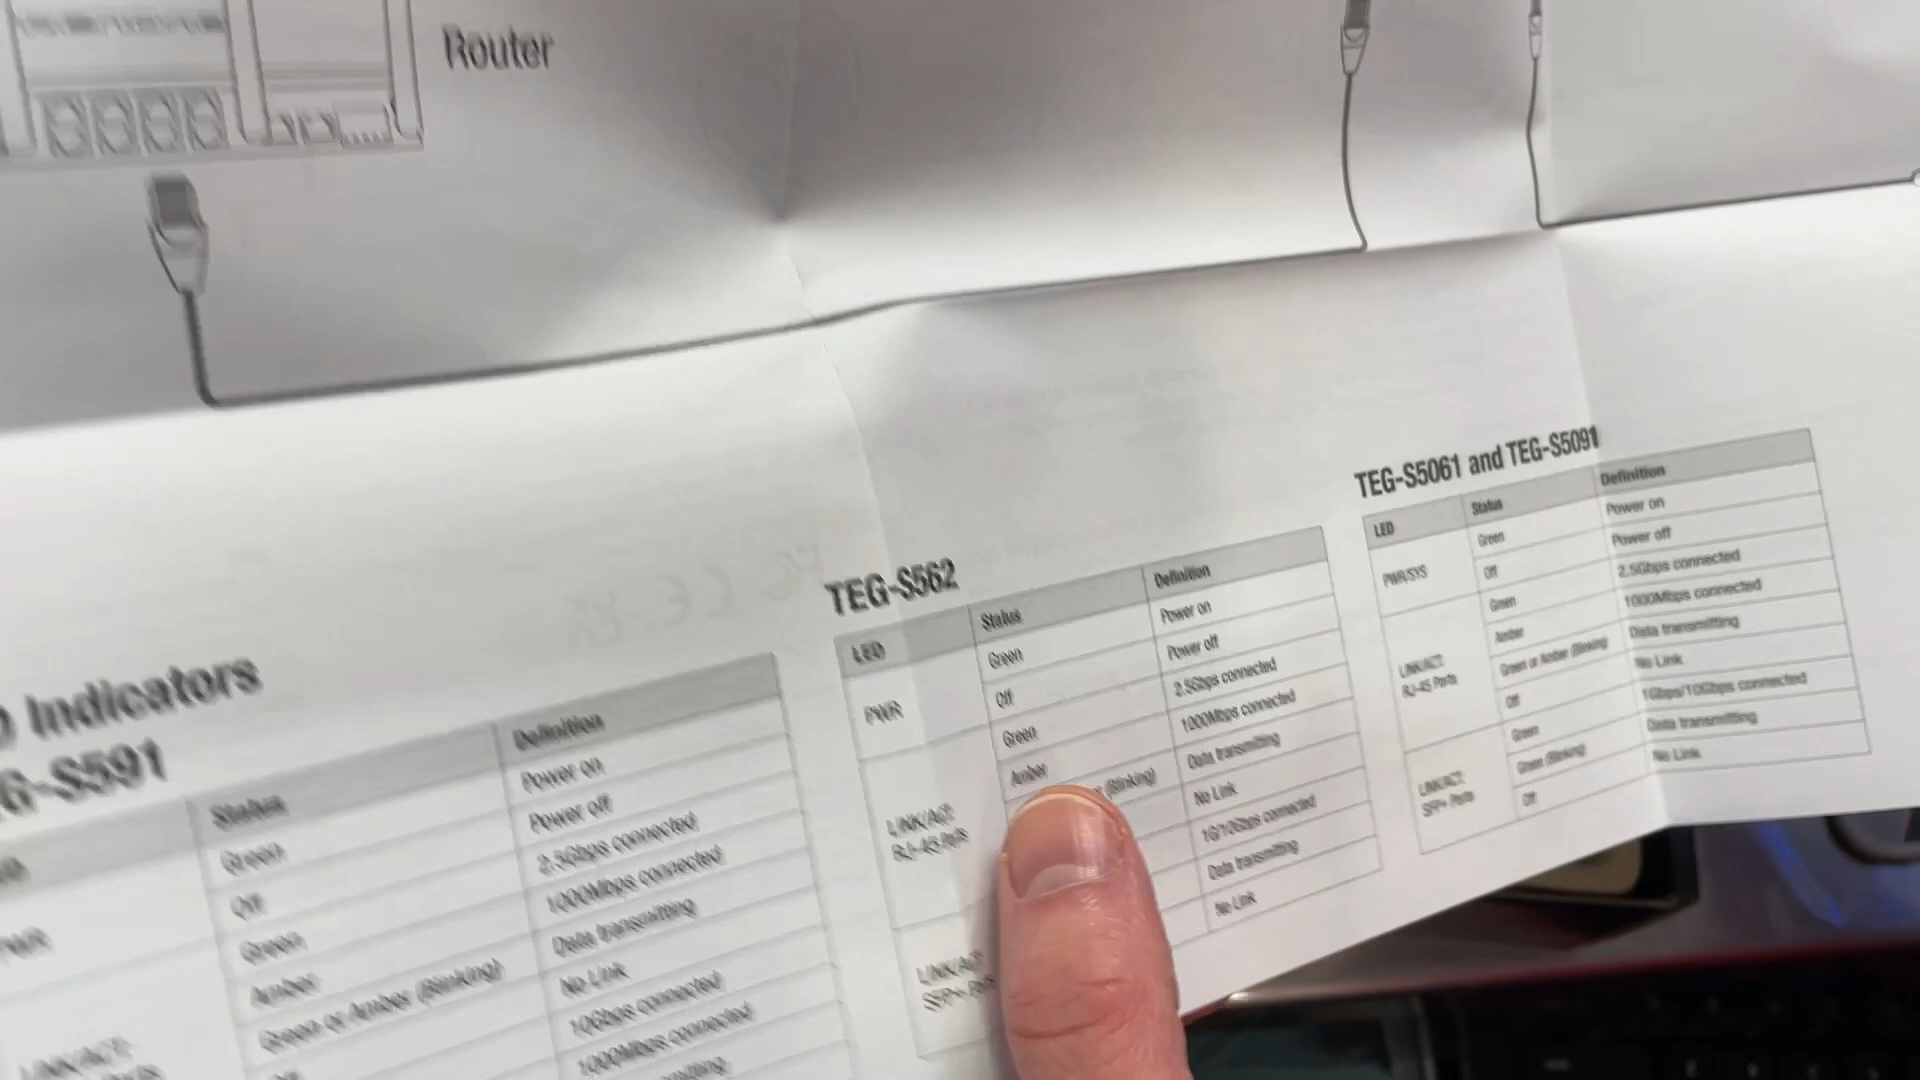 Router
Indicators
G-S591
Status Definition
Green Power on
Off Power off
Green 2.5Gbps connected
Amber 1000Mbps connected
Green or Amber (Blinking) Data transmitting
No Link
10Gbps connected
1000Mbps connected
TEG-S562
LED Status Definition
PWR Green Power on
Off Power off
LINK/ACT: RJ-45 Ports Green 2.5Gbps connected
Amber 1000Mbps connected
(Blinking) Data transmitting
No Link
LINK/ACT: SFP+ 1G/10Gbps connected
Data transmitting
No Link
TEG-S5061 and TEG-S5091
LED Status Definition
PWR/SYS Green Power on
Off Power off
LINK/ACT: RJ-45 Ports Green 2.5Gbps connected
Amber 1000Mbps connected
Green or Amber (Blinking) Data transmitting
Off No Link
LINK/ACT: SFP+ Ports Green 1Gbps/10Gbps connected
Green (Blinking) Data transmitting
Off No Link